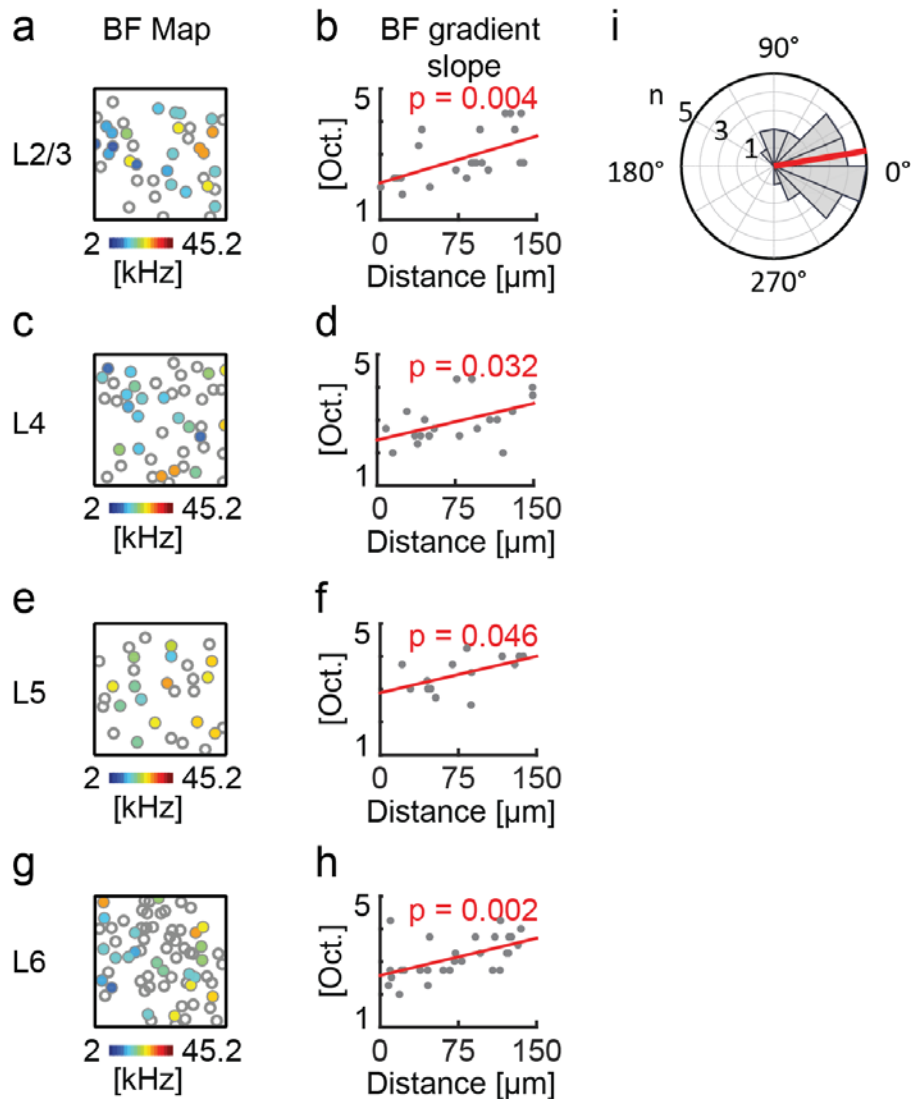 a BF Map
b BF gradient
slope
i
L2/3
p = 0.004
[Oct.]
5
1
0 75 150
Distance [µm]
2 45.2
[kHz]
90°
n
5
3
1
180°
0°
270°
c
d
L4
p = 0.032
[Oct.]
5
1
0 75 150
Distance [µm]
2 45.2
[kHz]
e
f
L5
p = 0.046
[Oct.]
5
1
0 75 150
Distance [µm]
2 45.2
[kHz]
g
h
L6
p = 0.002
[Oct.]
5
1
0 75 150
Distance [µm]
2 45.2
[kHz]